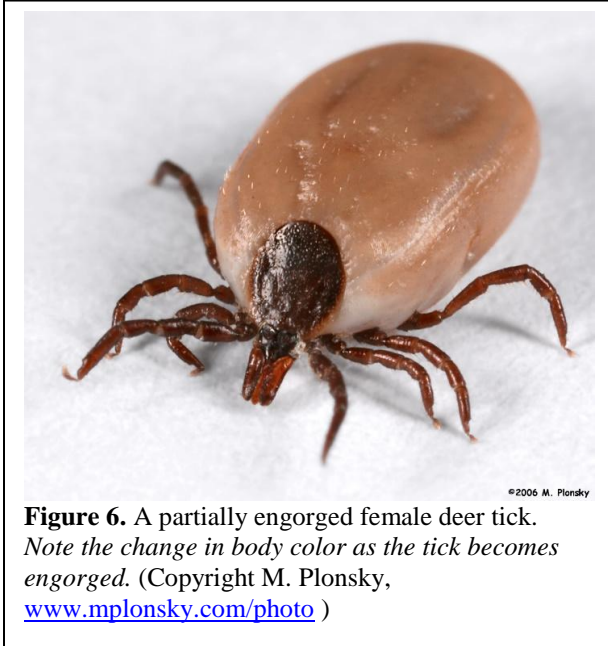 ©2006 M. Plonsky
Figure 6. A partially engorged female deer tick.
Note the change in body color as the tick becomes
engorged. (Copyright M. Plonsky,
www.mplonsky.com/photo )